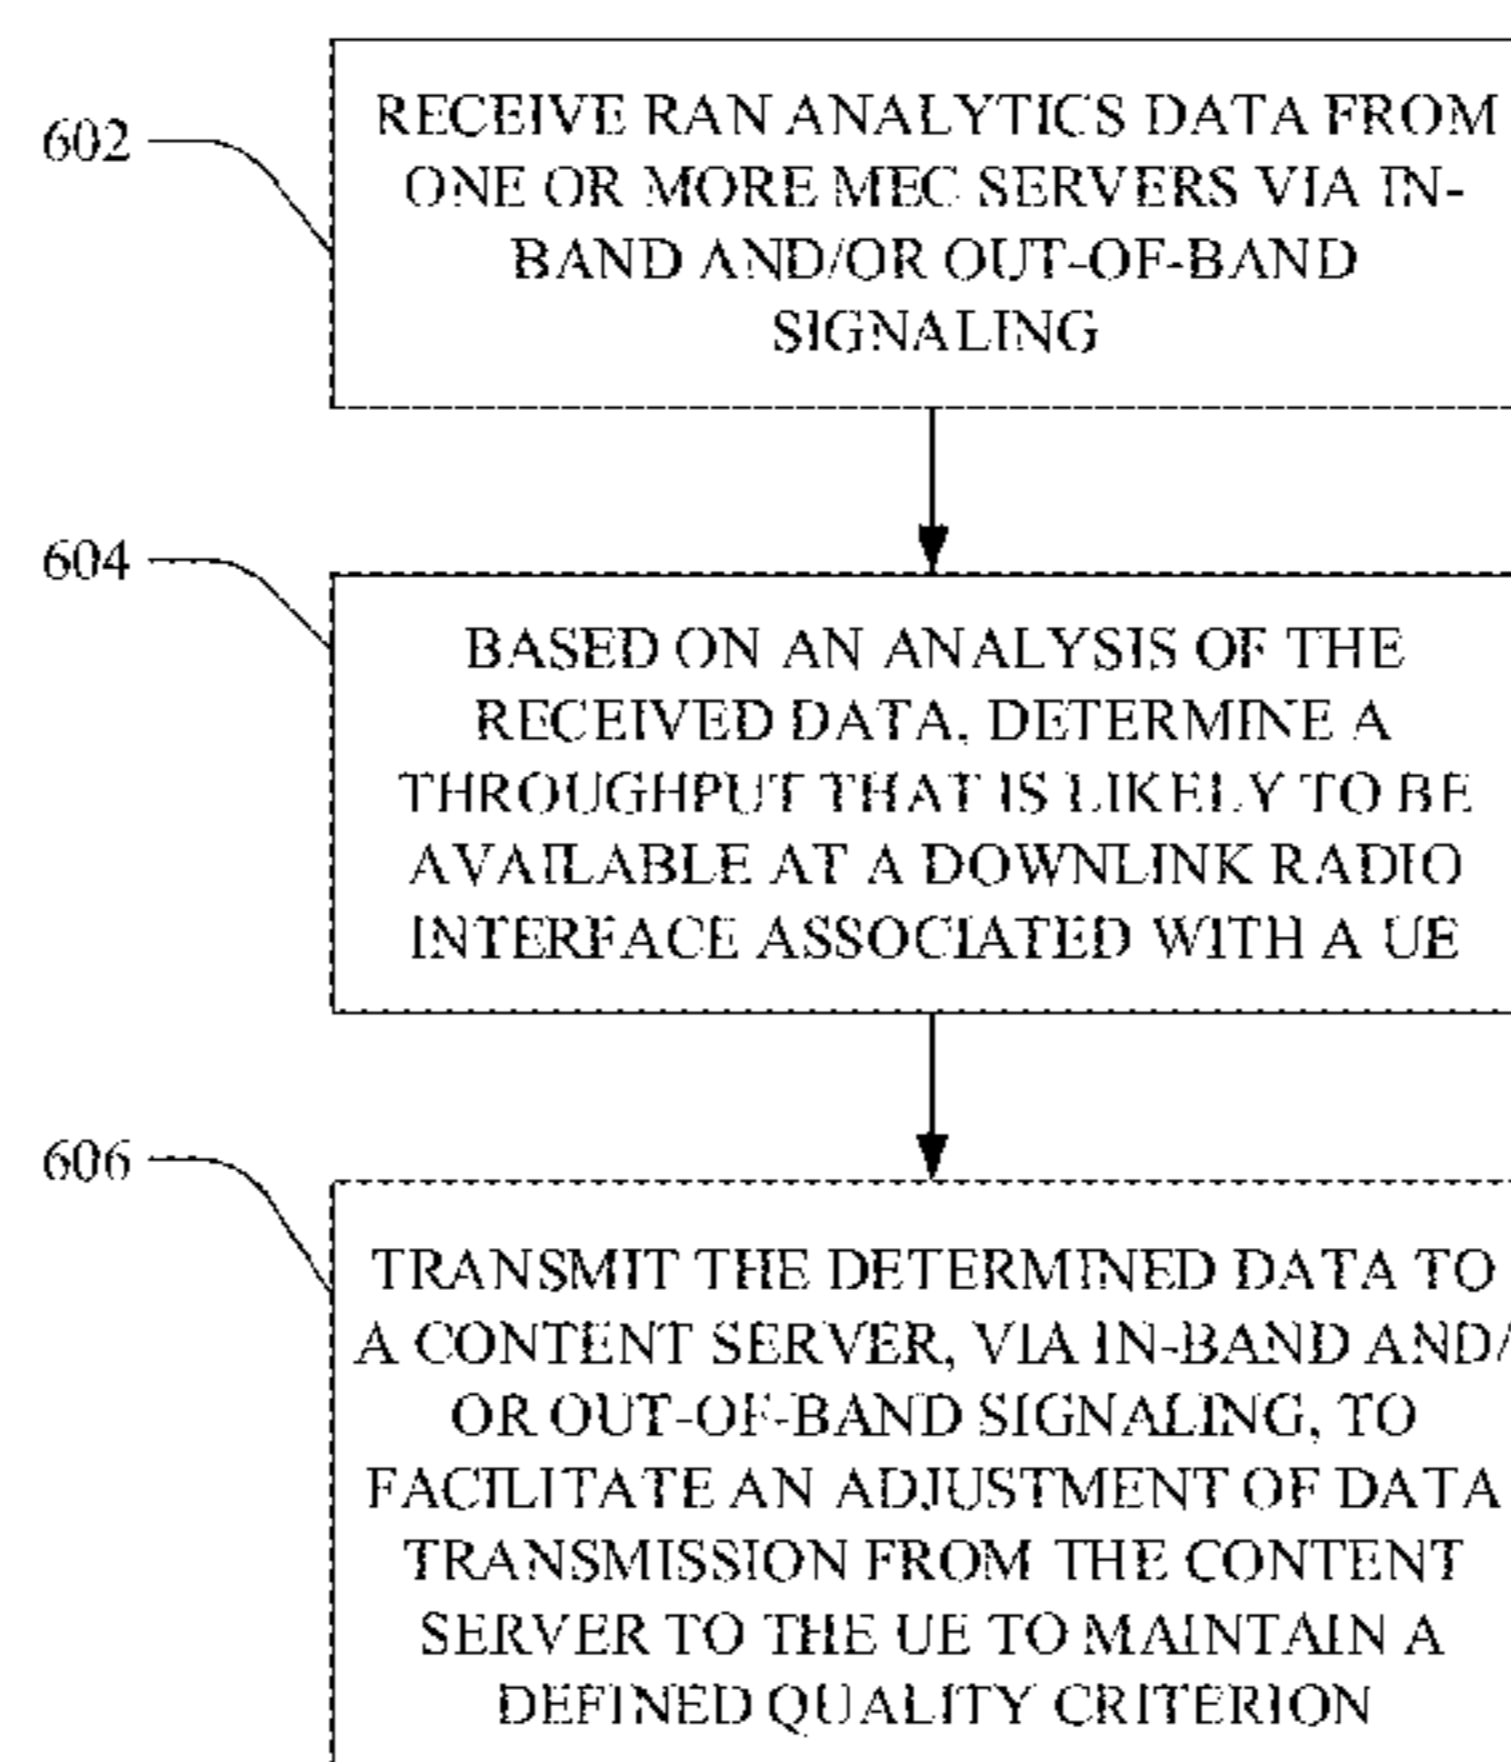 602
RECEIVE RAN ANALYTICS DATA FROM
ONE OR MORE MEC SERVERS VIA IN-
BAND AND/OR OUT-OF-BAND
SIGNALING
604
BASED ON AN ANALYSIS OF THE
RECEIVED DATA, DETERMINE A
THROUGHPUT THAT IS LIKELY TO BE
AVAILABLE AT A DOWNLINK RADIO
INTERFACE ASSOCIATED WITH A UE
606
TRANSMIT THE DETERMINED DATA TO
A CONTENT SERVER, VIA IN-BAND AND/
OR OUT-OF-BAND SIGNALING, TO
FACILITATE AN ADJUSTMENT OF DATA
TRANSMISSION FROM THE CONTENT
SERVER TO THE UE TO MAINTAIN A
DEFINED QUALITY CRITERION